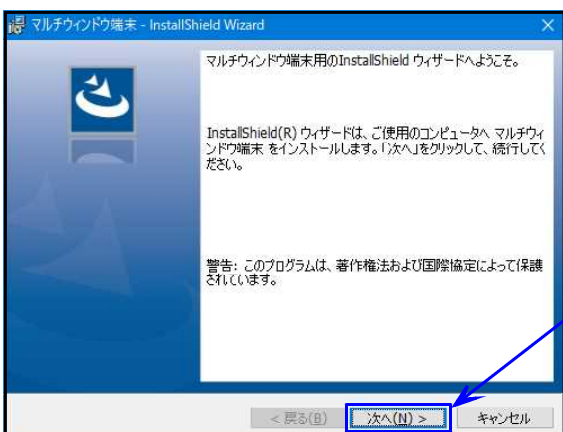 マルチウィンドウ端末 - InstallShield Wizard
マルチウィンドウ端末用のInstallShield ウィザードへようこそ。
InstallShield(R) ウィザードは、ご使用のコンピュータへ マルチウィ
ンドウ端末 をインストールします。「次へ」をクリックして、続行してく
ださい。
警告: このプログラムは、著作権法および国際協定によって保護
されています。
< 戻る(B) 次へ(N) > キャンセル